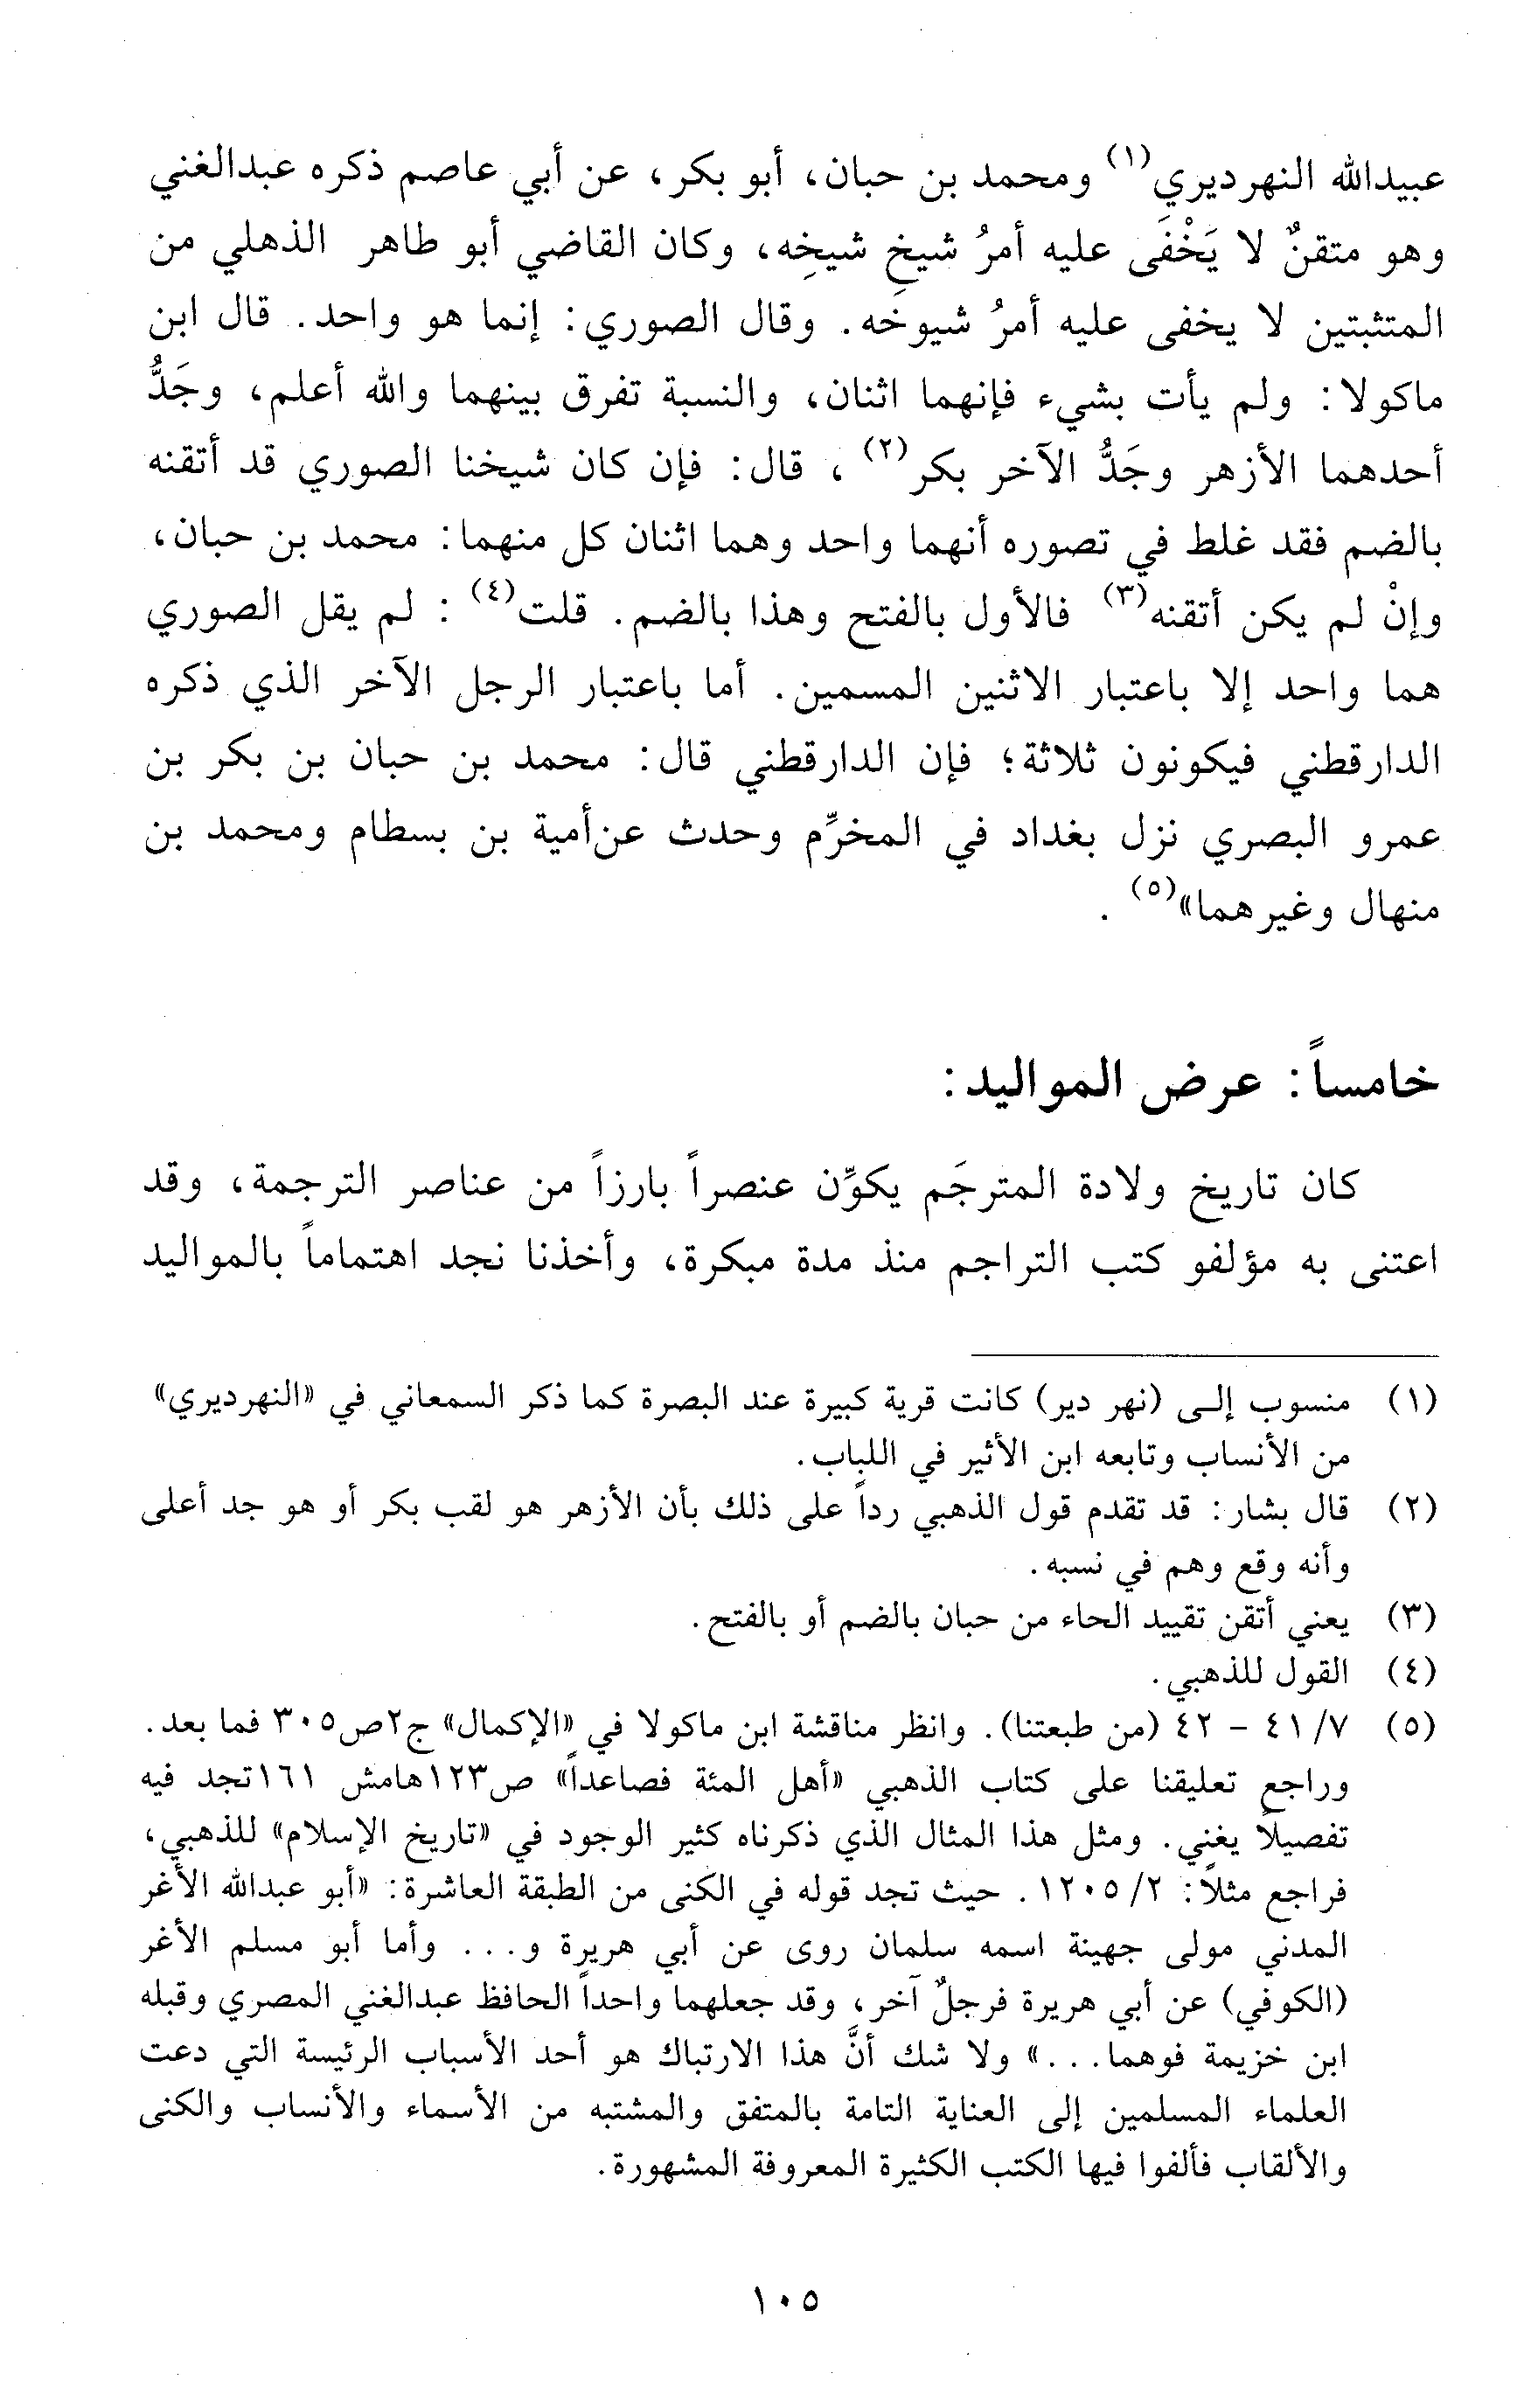 عبيدالله النهرديري(١) ومحمد بن حبان، أبو بكر، عن أبي عاصم ذكره عبدالغني
وهو متقنٌ لا يَخْفَى عليه أمرُ شيخِ شيخِه، وكان القاضي أبو طاهر الذهلي من
المتثبتين لا يخفى عليه أمرُ شيوخه. وقال الصوري: إنما هو واحد. قال ابن
ماكولا: ولم يأت بشيء فإنهما اثنان، والنسبة تفرق بينهما والله أعلم، وجَدُّ
أحدهما الأزهر وجَدُّ الآخر بكر(٢)، قال: فإن كان شيخنا الصوري قد أتقنه
بالضم فقد غلط في تصوره أنهما واحد وهما اثنان كل منهما: محمد بن حبان،
وإنْ لم يكن أتقنه(٣) فالأول بالفتح وهذا بالضم. قلت(٤): لم يقل الصوري
هما واحد إلا باعتبار الاثنين المسمين. أما باعتبار الرجل الآخر الذي ذكره
الدارقطني فيكونون ثلاثة؛ فإن الدارقطني قال: محمد بن حبان بن بكر بن
عمرو البصري نزل بغداد في المخرِّم وحدث عن أمية بن بسطام ومحمد بن
منهال وغيرهما»(٥).
خامساً: عرض المواليد:
كان تاريخ ولادة المترجَم يكوِّن عنصراً بارزاً من عناصر الترجمة، وقد
اعتنى به مؤلفو كتب التراجم منذ مدة مبكرة، وأخذنا نجد اهتماماً بالمواليد
(١) منسوب إلى (نهر دير) كانت قرية كبيرة عند البصرة كما ذكر السمعاني في «النهرديري»
من الأنساب وتابعه ابن الأثير في اللباب.
(٢) قال بشار: قد تقدم قول الذهبي رداً على ذلك بأن الأزهر هو لقب بكر أو هو جد أعلى
وأنه وقع وهم في نسبه.
(٣) يعني أتقن تقييد الحاء من حبان بالضم أو بالفتح.
(٤) القول للذهبي.
(٥) ٧/ ٤١ - ٤٢ (من طبعتنا). وانظر مناقشة ابن ماكولا في «الإكمال» ج٢ص٣٠٥ فما بعد.
وراجع تعليقنا على كتاب الذهبي «أهل المئة فصاعداً» ص١٢٣هامش ١٦١تجد فيه
تفصيلاً يغني. ومثل هذا المثال الذي ذكرناه كثير الوجود في «تاريخ الإسلام» للذهبي،
فراجع مثلاً: ٢/ ١٢٠٥. حيث تجد قوله في الكنى من الطبقة العاشرة: «أبو عبدالله الأغر
المدني مولى جهينة اسمه سلمان روى عن أبي هريرة و... وأما أبو مسلم الأغر
(الكوفي) عن أبي هريرة فرجلٌ آخر، وقد جعلهما واحداً الحافظ عبدالغني المصري وقبله
ابن خزيمة فوهما...» ولا شك أنَّ هذا الارتباك هو أحد الأسباب الرئيسة التي دعت
العلماء المسلمين إلى العناية التامة بالمتفق والمشتبه من الأسماء والأنساب والكنى
والألقاب فألفوا فيها الكتب الكثيرة المعروفة المشهورة.
١٠٥